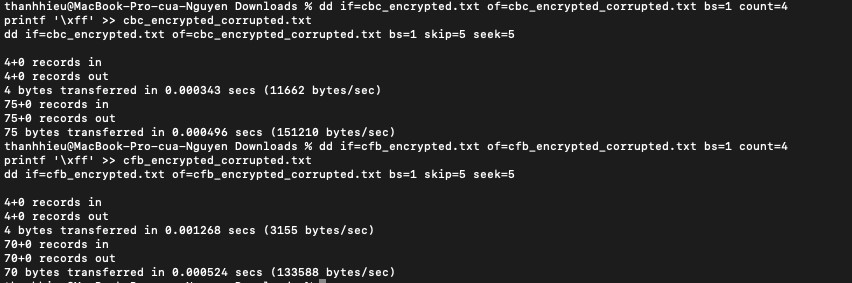 thanhhieu@MacBook-Pro-cua-Nguyen Downloads % dd if=cbc_encrypted.txt of=cbc_encrypted_corrupted.txt bs=1 count=4
printf '\xff' >> cbc_encrypted_corrupted.txt
dd if=cbc_encrypted.txt of=cbc_encrypted_corrupted.txt bs=1 skip=5 seek=5
4+0 records in
4+0 records out
4 bytes transferred in 0.000343 secs (11662 bytes/sec)
75+0 records in
75+0 records out
75 bytes transferred in 0.000496 secs (151210 bytes/sec)
thanhhieu@MacBook-Pro-cua-Nguyen Downloads % dd if=cfb_encrypted.txt of=cfb_encrypted_corrupted.txt bs=1 count=4
printf '\xff' >> cfb_encrypted_corrupted.txt
dd if=cfb_encrypted.txt of=cfb_encrypted_corrupted.txt bs=1 skip=5 seek=5
4+0 records in
4+0 records out
4 bytes transferred in 0.001268 secs (3155 bytes/sec)
70+0 records in
70+0 records out
70 bytes transferred in 0.000524 secs (133588 bytes/sec)